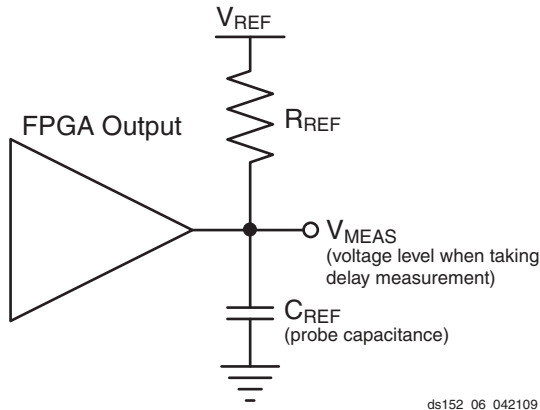 VREF
FPGA Output
RREF
VMEAS
(voltage level when taking
delay measurement)
CREF
(probe capacitance)
ds152_06_042109